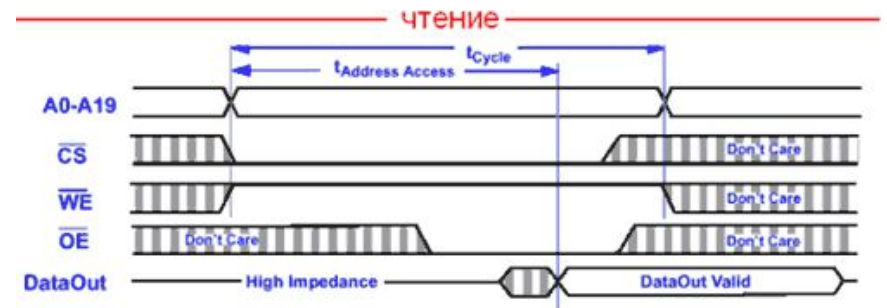 чтение
tCycle
tAddress Access
A0-A19
CS Don't Care
WE Don't Care
OE Don't Care Don't Care
DataOut High Impedance DataOut Valid